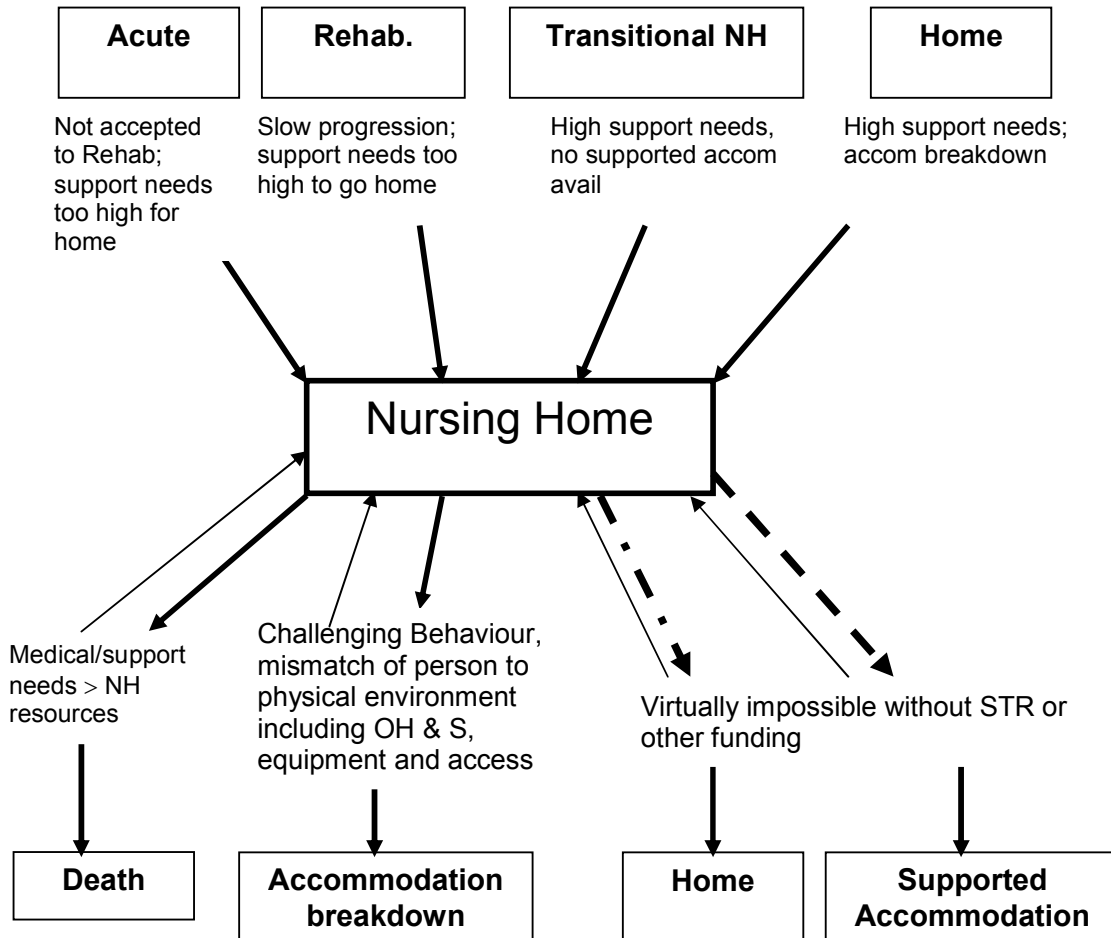 Acute
Rehab.
Transitional NH
Home
Not accepted
to Rehab;
support needs
too high for
home
Slow progression;
support needs too
high to go home
High support needs,
no supported accom
avail
High support needs;
accom breakdown
Nursing Home
Medical/support
needs > NH
resources
Challenging Behaviour,
mismatch of person to
physical environment
including OH & S,
equipment and access
Virtually impossible without STR or
other funding
Death
Accommodation
breakdown
Home
Supported
Accommodation